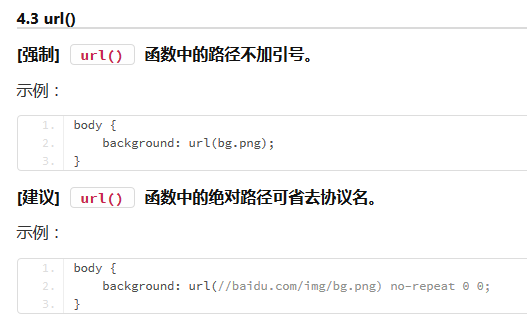 4.3 url()
[强制] url() 函数中的路径不加引号。
示例：
1. body {
2.     background: url(bg.png);
3. }
[建议] url() 函数中的绝对路径可省去协议名。
示例：
1. body {
2.     background: url(//baidu.com/img/bg.png) no-repeat 0 0;
3. }